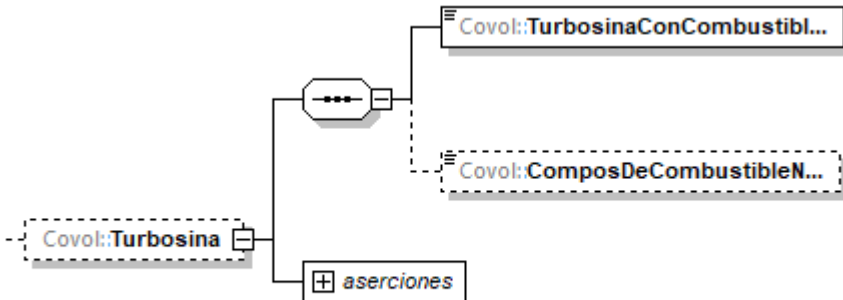 Covol::TurbosinaConCombustibl...
Covol::ComposDeCombustibleN...
Covol::Turbosina
aserciones